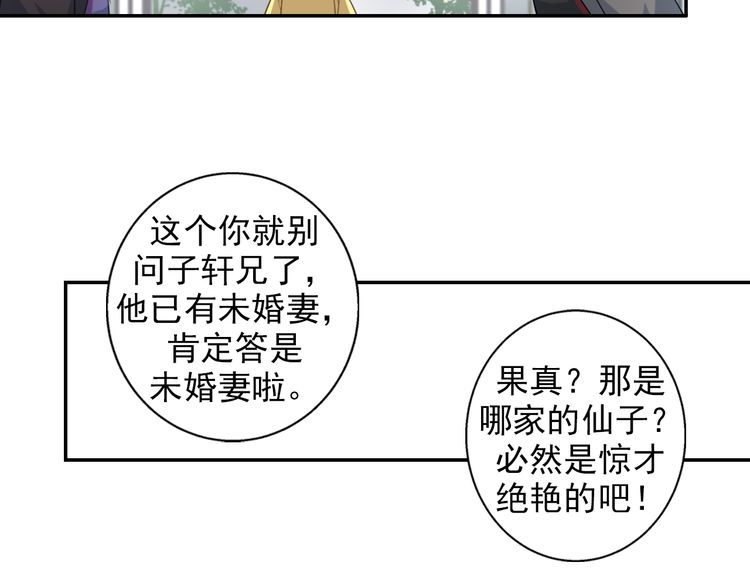 这个你就别
问子轩兄了，
他已有未婚妻，
肯定答是
未婚妻啦。
果真？那是
哪家的仙子？
必然是惊才
绝艳的吧！